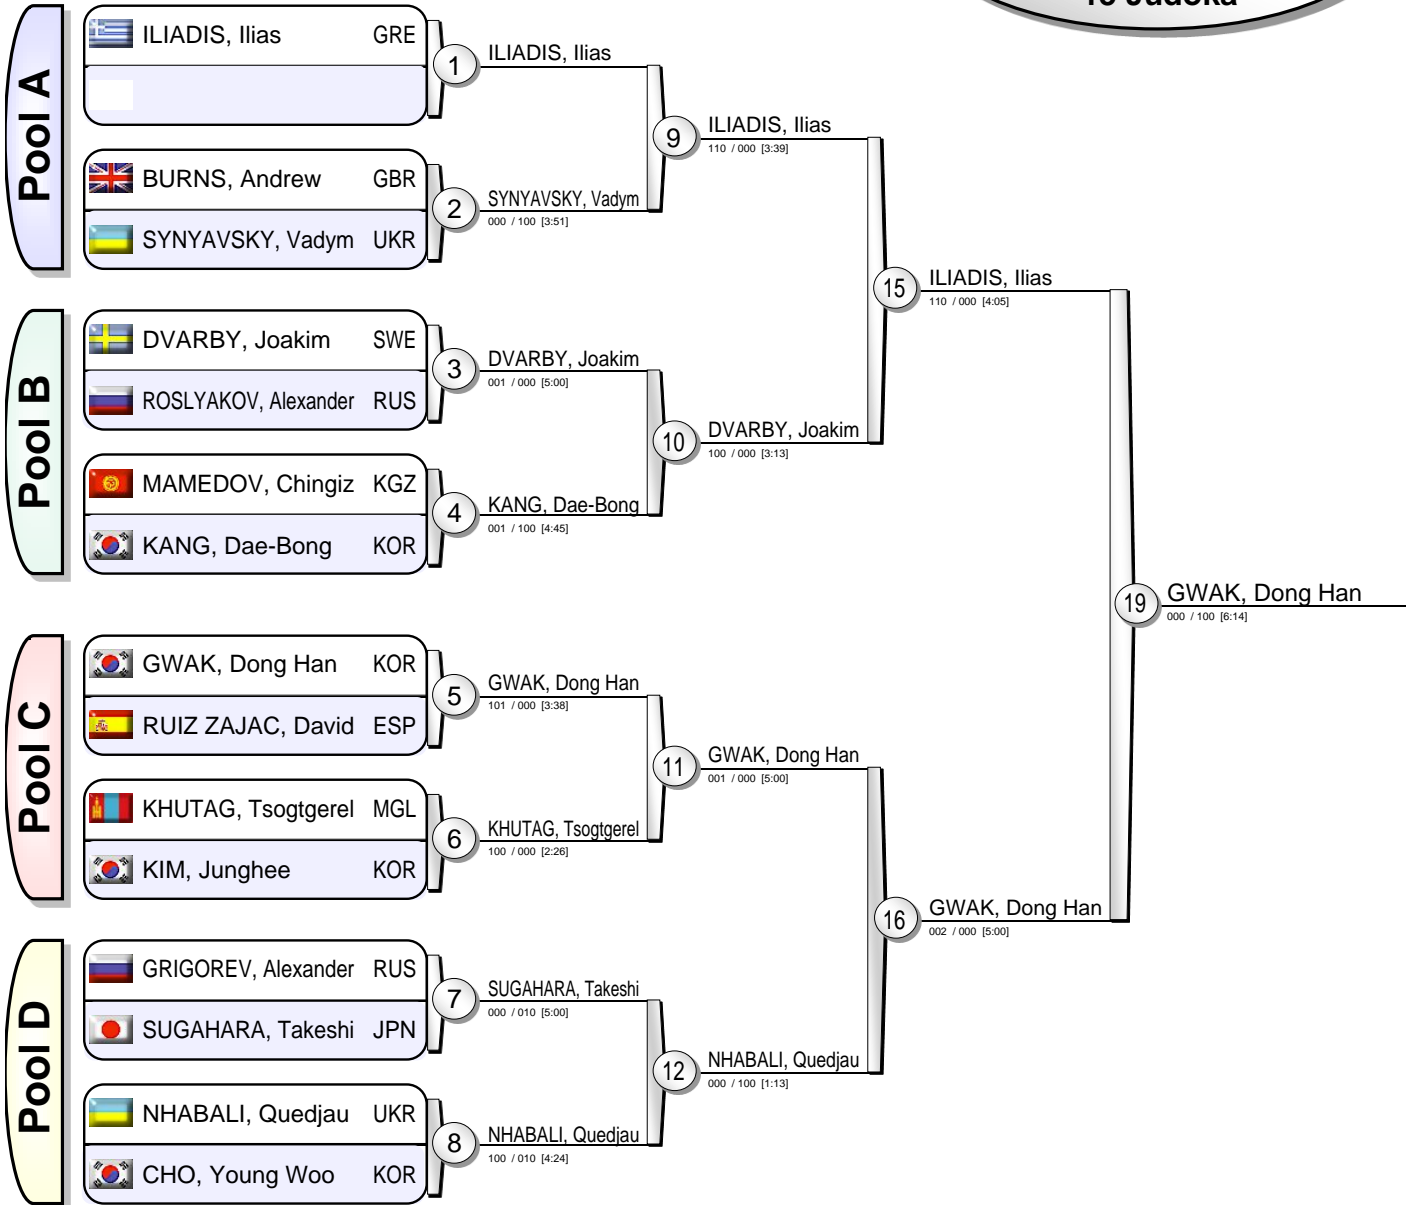 15 Judoka
Pool A
ILIADIS, Ilias GRE
1
ILIADIS, Ilias
BURNS, Andrew GBR
SYNYAVSKY, Vadym UKR
2
SYNYAVSKY, Vadym
000 / 100 [3:51]
9
ILIADIS, Ilias
110 / 000 [3:39]
Pool B
DVARBY, Joakim SWE
ROSLYAKOV, Alexander RUS
3
DVARBY, Joakim
001 / 000 [5:00]
MAMEDOV, Chingiz KGZ
KANG, Dae-Bong KOR
4
KANG, Dae-Bong
001 / 100 [4:45]
10
DVARBY, Joakim
100 / 000 [3:13]
15
ILIADIS, Ilias
110 / 000 [4:05]
Pool C
GWAK, Dong Han KOR
RUIZ ZAJAC, David ESP
5
GWAK, Dong Han
101 / 000 [3:38]
KHUTAG, Tsogtgerel MGL
KIM, Junghee KOR
6
KHUTAG, Tsogtgerel
100 / 000 [2:26]
11
GWAK, Dong Han
001 / 000 [5:00]
Pool D
GRIGOREV, Alexander RUS
SUGAHARA, Takeshi JPN
7
SUGAHARA, Takeshi
000 / 010 [5:00]
NHABALI, Quedjau UKR
CHO, Young Woo KOR
8
NHABALI, Quedjau
100 / 010 [4:24]
12
NHABALI, Quedjau
000 / 100 [1:13]
16
GWAK, Dong Han
002 / 000 [5:00]
19
GWAK, Dong Han
000 / 100 [6:14]